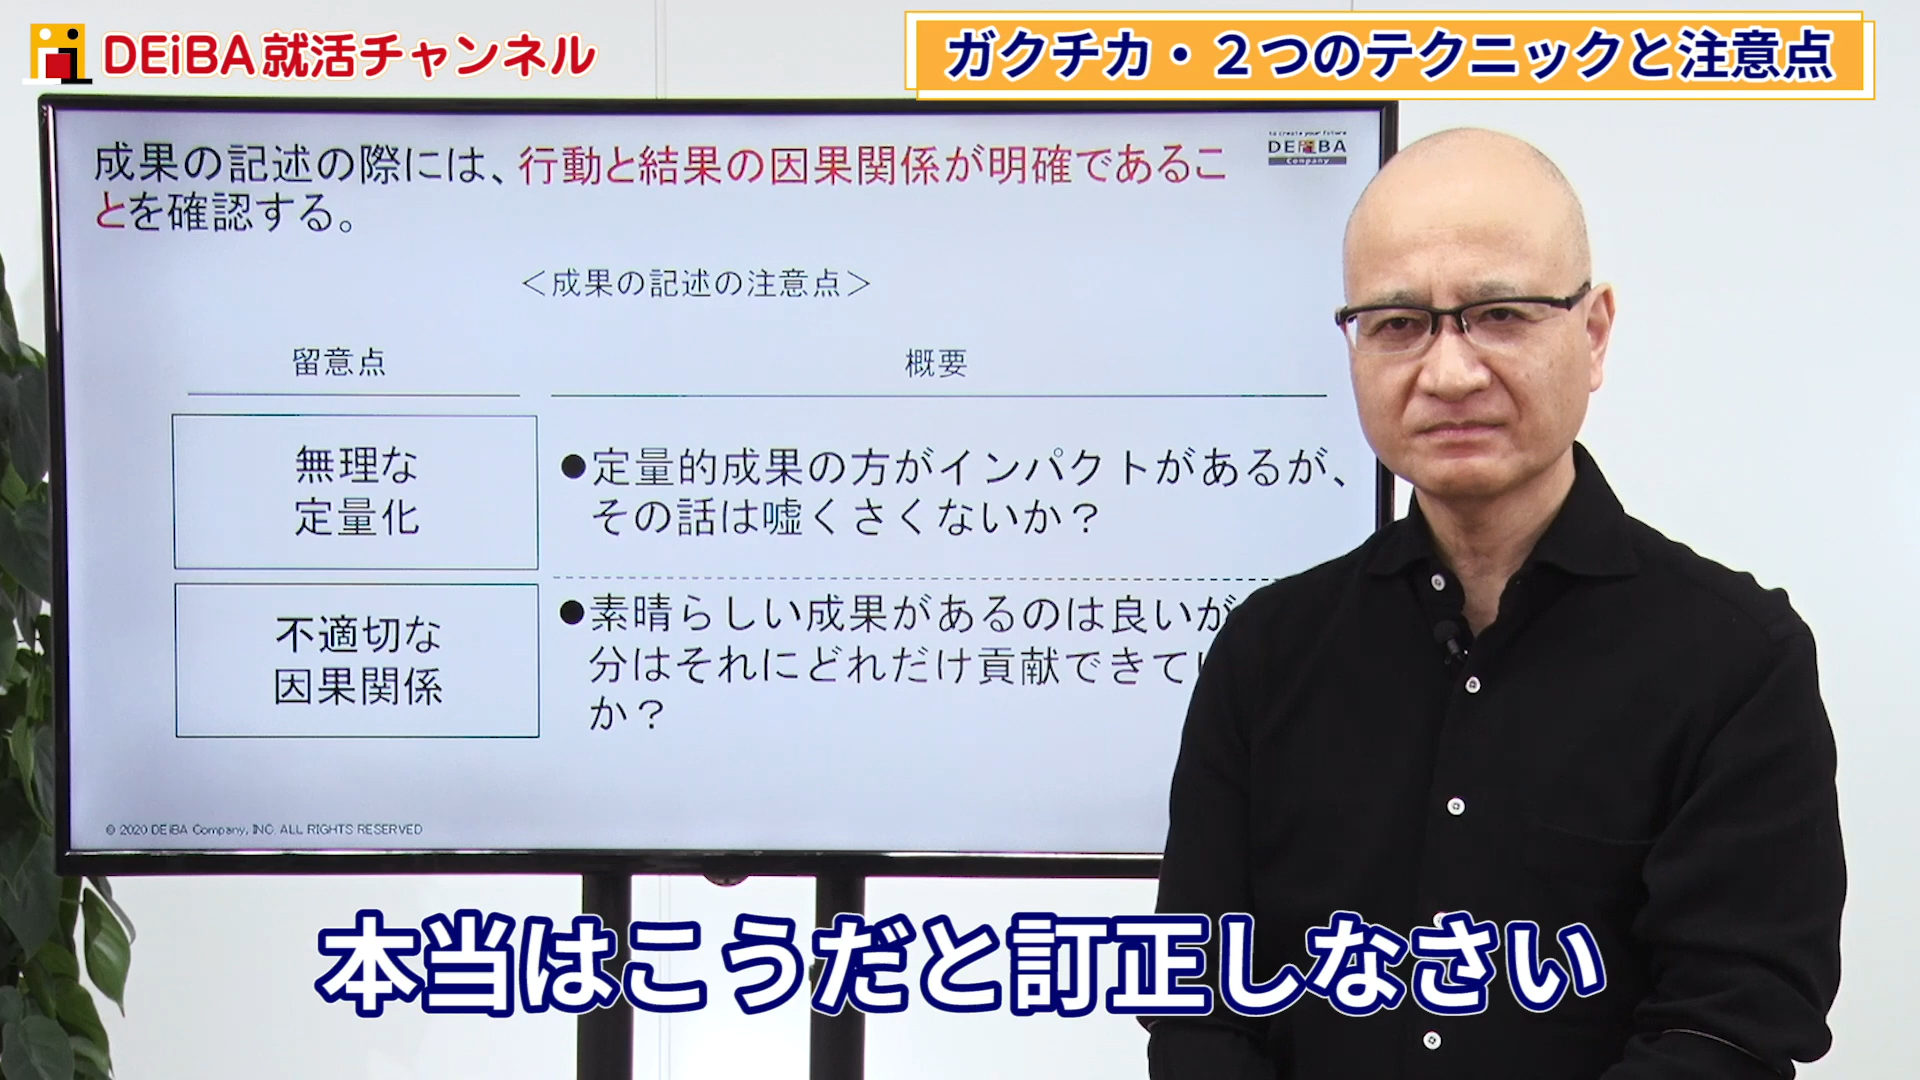 DEiBA就活チャンネル
ガクチカ・２つのテクニックと注意点
to create your future
DEiBA
Company
成果の記述の際には、行動と結果の因果関係が明確であるこ
とを確認する。
＜成果の記述の注意点＞
留意点
概要
無理な
定量化
●定量的成果の方がインパクトがあるが、
その話は嘘くさくないか？
不適切な
因果関係
●素晴らしい成果があるのは良いが
分はそれにどれだけ貢献できてい
か？
© 2020 DEiBA Company, INC. ALL RIGHTS RESERVED
本当はこうだと訂正しなさい